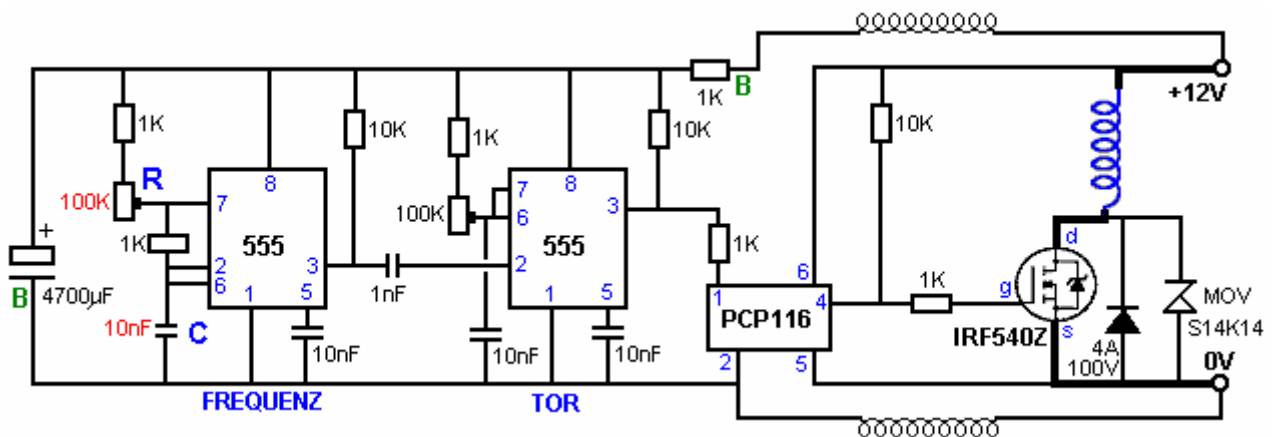 1K
B
+12V
1K
10K
1K
10K
10K
R
8
8
7
100K
7
6
100K
3
6
1K
555
555
1K
1K
d
+
2
6
3
2
1
4
g
MOV
S14K14
B
4700µF
1
5
1nF
1
5
PCP116
IRF540Z
s
10nF
C
10nF
10nF
10nF
2
5
4A
100V
0V
FREQUENZ
TOR